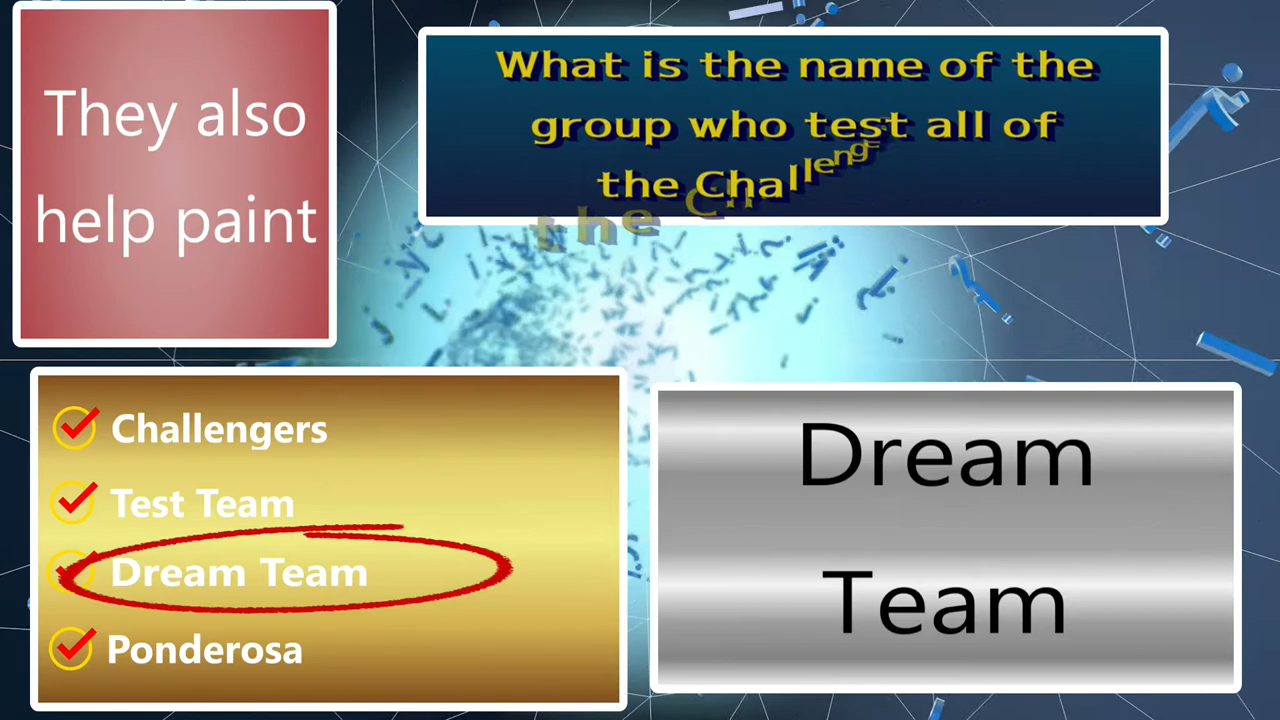 They also
help paint
What is the name of the
group who test all of
the Challenge
Challengers
Test Team
Dream Team
Ponderosa
Dream
Team